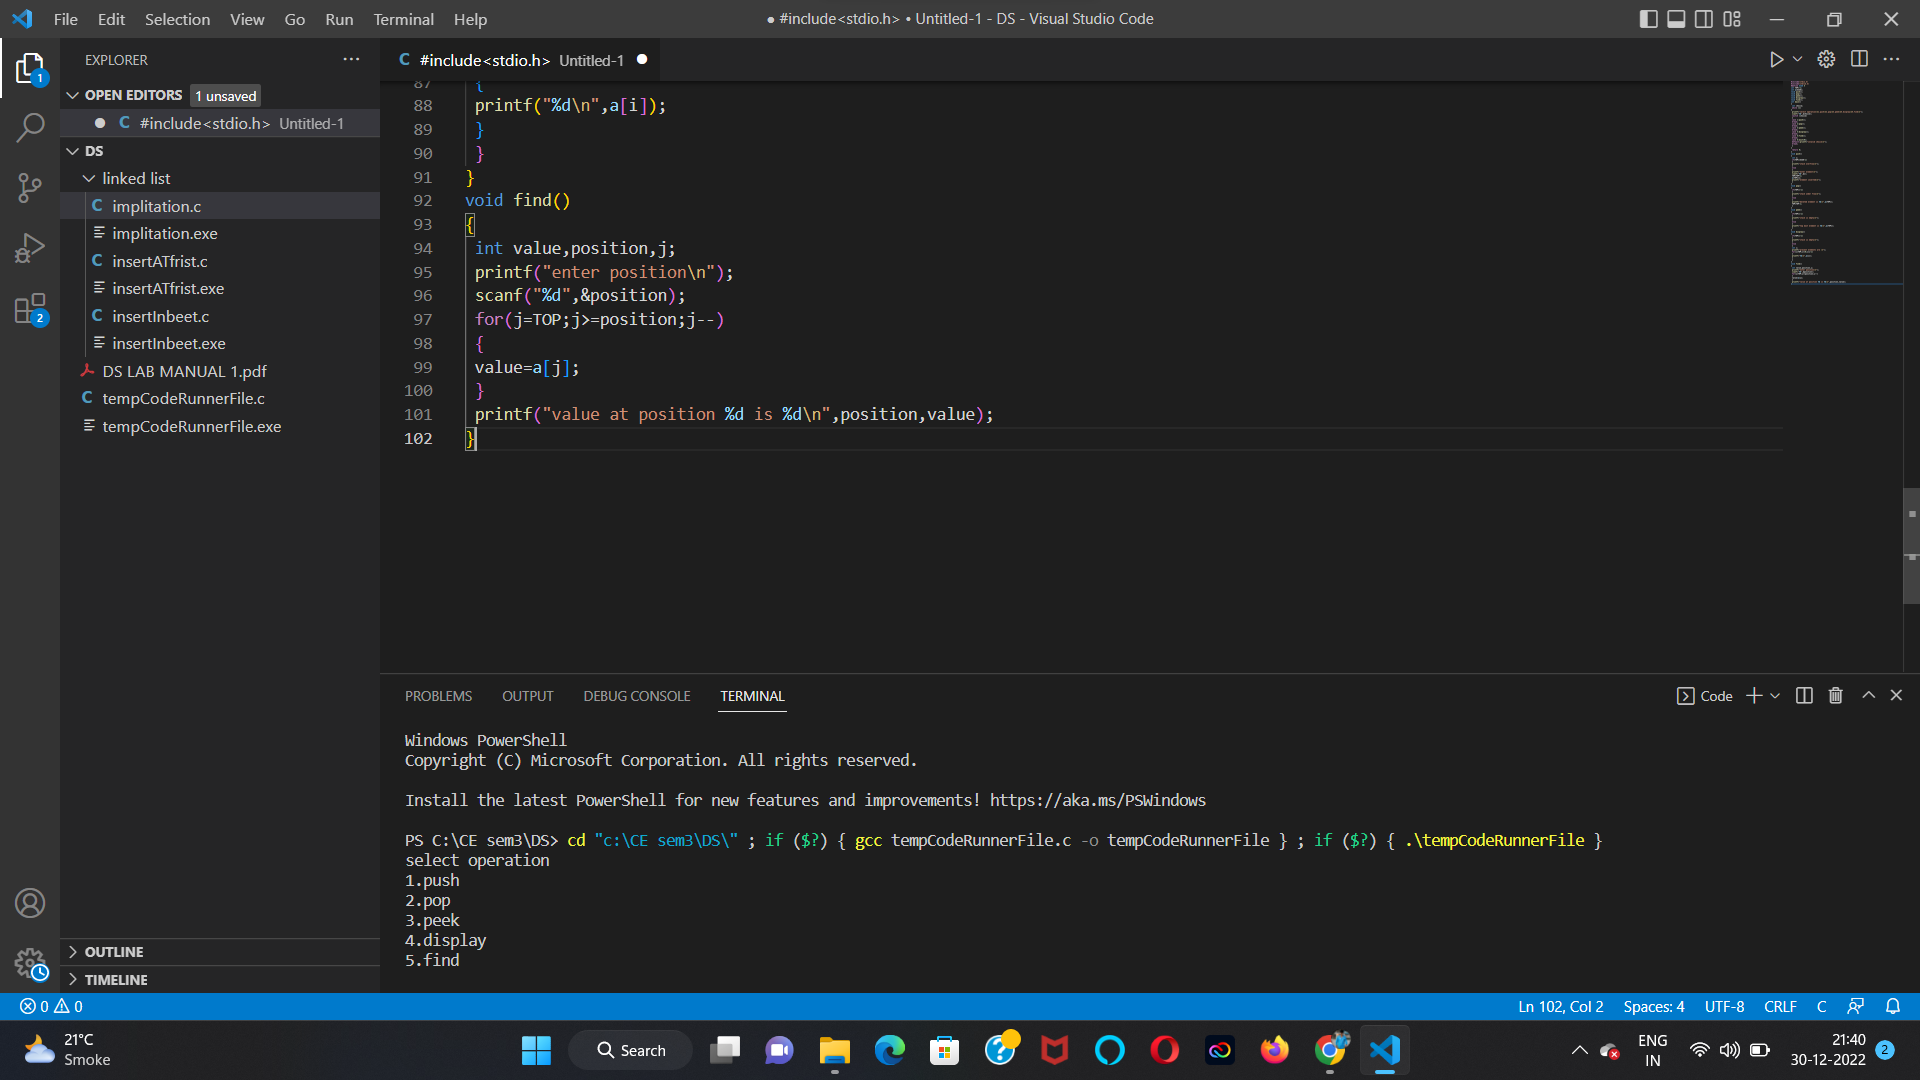 File Edit Selection View Go Run Terminal Help
● #include<stdio.h> • Untitled-1 - DS - Visual Studio Code
EXPLORER
OPEN EDITORS 1 unsaved
C #include<stdio.h> Untitled-1
DS
linked list
C implitation.c
implitation.exe
C insertATfrist.c
insertATfrist.exe
C insertInbeet.c
insertInbeet.exe
DS LAB MANUAL 1.pdf
C tempCodeRunnerFile.c
tempCodeRunnerFile.exe
OUTLINE
TIMELINE
1
2
C #include<stdio.h> Untitled-1
87 {
88 printf("%d\n",a[i]);
89 }
90 }
91 }
92 void find()
93 {
94 int value,position,j;
95 printf("enter position\n");
96 scanf("%d",&position);
97 for(j=TOP;j>=position;j--)
98 {
99 value=a[j];
100 }
101 printf("value at position %d is %d\n",position,value);
102 }
PROBLEMS OUTPUT DEBUG CONSOLE TERMINAL
Code
Windows PowerShell
Copyright (C) Microsoft Corporation. All rights reserved.
Install the latest PowerShell for new features and improvements! https://aka.ms/PSWindows
PS C:\CE sem3\DS> cd "c:\CE sem3\DS\" ; if ($?) { gcc tempCodeRunnerFile.c -o tempCodeRunnerFile } ; if ($?) { .\tempCodeRunnerFile }
select operation
1.push
2.pop
3.peek
4.display
5.find
0 0
Ln 102, Col 2 Spaces: 4 UTF-8 CRLF C
21°C
Smoke
Search
ENG
IN
21:40
30-12-2022
2